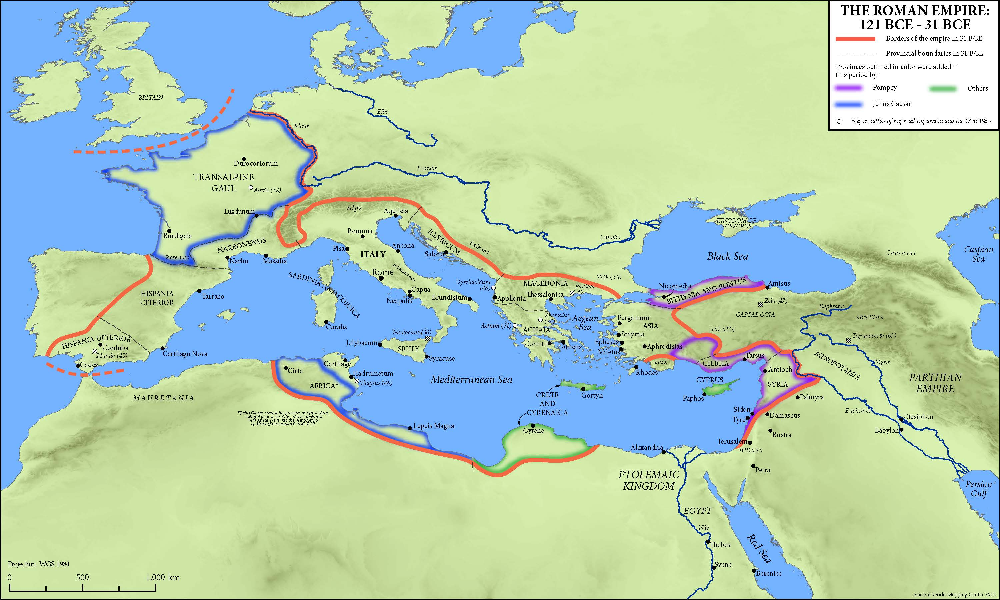 THE ROMAN EMPIRE:
121 BCE - 31 BCE
Borders of the empire in 31 BCE
Provincial boundaries in 31 BCE
Provinces outlined in color were added in
this period by:
Pompey
Others
Julius Caesar
Major Battles of Imperial Expansion and the Civil Wars
BRITAIN
Elbe
Rhine
Durocortorum
TRANSALPINE
GAUL
Alesia (52)
Danube
Lugdunum
Alps
Aquileia
Burdigala
NARBONENSIS
Bononia
ILLYRICUM
Balkans
Danube
KINGDOM OF
BOSPORUS
Pyrenees
Narbo
Massilia
Pisa
ITALY
Ancona
Salona
Black Sea
Caucasus
Caspian
Sea
Rome
Apennines
SARDINIA AND CORSICA
HISPANIA
CITERIOR
Tarraco
Capua
Neapolis
Brundisium
Dyrrhachium
(48)
Apollonia
MACEDONIA
Thessalonica
Philippi
(42)
THRACE
Nicomedia
BITHYNIA AND PONTUS
Amisus
Zela (47)
CAPPADOCIA
Euphrates
ARMENIA
Caralis
Actium (31)
Pharsalus
(48)
Aegean
Sea
Pergamum
ASIA
GALATIA
Tigranocerta (69)
HISPANIA ULTERIOR
Corduba
Munda (45)
Gades
Carthago Nova
Naulochus (36)
Lilybaeum
SICILY
Syracuse
ACHAIA
Corinth
Athens
Smyrna
Ephesus
Miletus
Aphrodisias
LYCIA
Rhodes
CILICIA
Tarsus
Antioch
MESOPOTAMIA
Tigris
PARTHIAN
EMPIRE
Cirta
Carthage
Hadrumetum
Thapsus (46)
AFRICA*
Mediterranean Sea
MAURETANIA
CRETE
AND
CYRENAICA
Gortyn
CYPRUS
Paphos
SYRIA
Palmyra
*Julius Caesar created the province of Africa Nova,
outlined here, in 46 BCE. It was combined
with Africa Vetus into the new province
of Africa (Proconsularis) in 40 BCE.
Lepcis Magna
Cyrene
Sidon
Tyre
Damascus
Bostra
Euphrates
Ctesiphon
Babylon
Alexandria
Jerusalem
JUDAEA
Petra
PTOLEMAIC
KINGDOM
Persian
Gulf
EGYPT
Nile
Thebes
Syene
Red Sea
Berenice
Projection: WGS 1984
0 500 1,000 km
Ancient World Mapping Center 2015